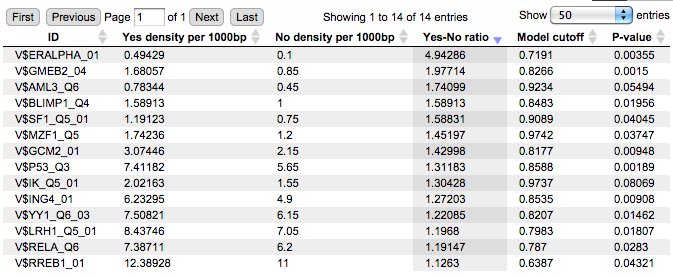 First Previous Page 1 of 1 Next Last Showing 1 to 14 of 14 entries Show 50 entries
ID Yes density per 1000bp No density per 1000bp Yes-No ratio Model cutoff P-value
V$ERALPHA_01 0.49429 0.1 4.94286 0.7191 0.00355
V$GMEB2_04 1.68057 0.85 1.97714 0.8266 0.0015
V$AML3_Q6 0.78344 0.45 1.74099 0.9234 0.05494
V$BLIMP1_Q4 1.58913 1 1.58913 0.8483 0.01956
V$SF1_Q5_01 1.19123 0.75 1.58831 0.9089 0.04045
V$MZF1_Q5 1.74236 1.2 1.45197 0.9742 0.03747
V$GCM2_01 3.07446 2.15 1.42998 0.8177 0.00948
V$P53_Q3 7.41182 5.65 1.31183 0.8588 0.00189
V$IK_Q5_01 2.02163 1.55 1.30428 0.9737 0.08069
V$ING4_01 6.23295 4.9 1.27203 0.8535 0.00908
V$YY1_Q6_03 7.50821 6.15 1.22085 0.8207 0.01462
V$LRH1_Q5_01 8.43746 7.05 1.1968 0.7983 0.01807
V$RELA_Q6 7.38711 6.2 1.19147 0.787 0.0283
V$RREB1_01 12.38928 11 1.1263 0.6387 0.04321